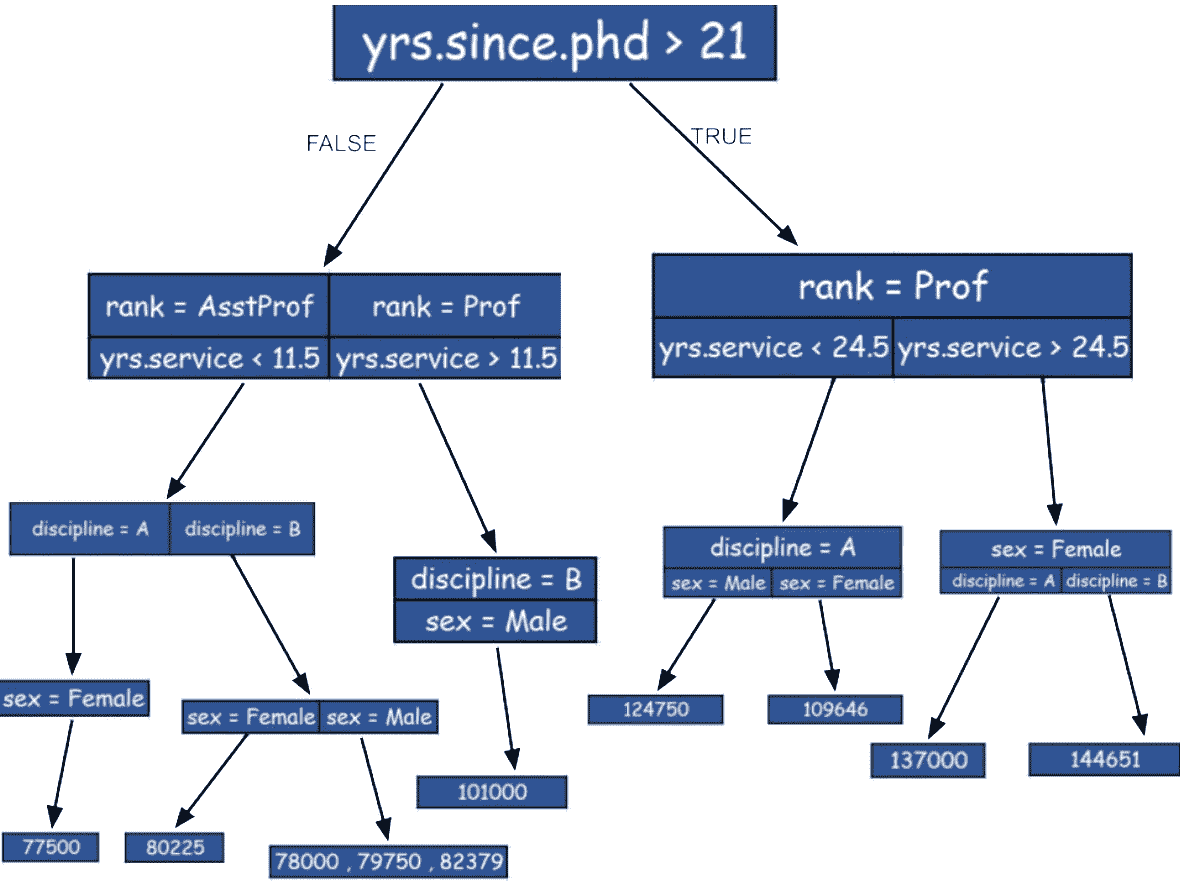 yrs.since.phd > 21
FALSE
TRUE
rank = AsstProf
rank = Prof
yrs.service < 11.5
yrs.service > 11.5
rank = Prof
yrs.service < 24.5
yrs.service > 24.5
discipline = A
discipline = B
discipline = B
sex = Male
discipline = A
sex = Male
sex = Female
sex = Female
discipline = A
discipline = B
sex = Female
sex = Female
sex = Male
124750
109646
137000
144651
101000
77500
80225
78000 , 79750 , 82379